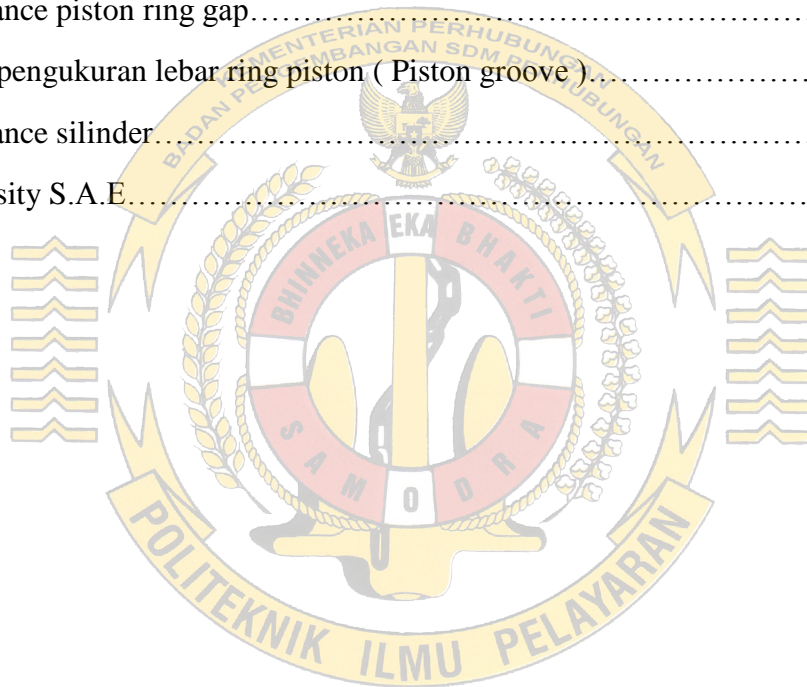 ance piston ring gap……………………………………………………
KEMENTERIAN PERHUBUNGAN
BADAN PENGEMBANGAN SDM PERHUBUNGAN
pengukuran lebar ring piston ( Piston groove )…………………
ance silinder………………………………………………………………
sity S.A.E…………………………………………………………………
BHINNEKA EKA BHAKTI
SAMODRA
POLITEKNIK ILMU PELAYARAN